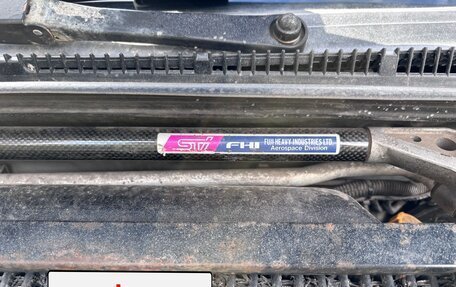 STI FHI FUJI HEAVY INDUSTRIES LTD.
Aerospace Division